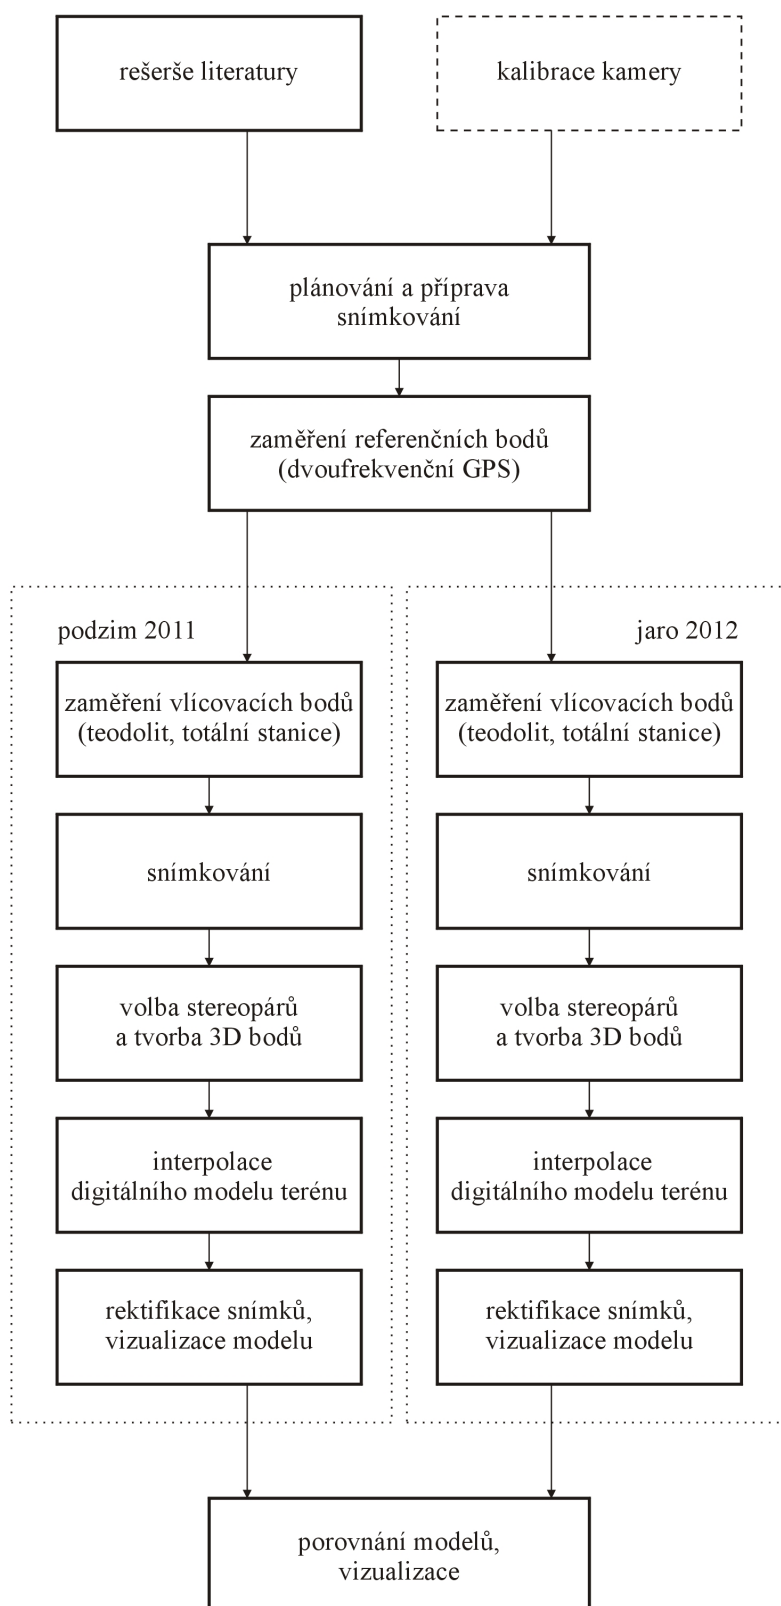 rešerše literatury
kalibrace kamery
plánování a příprava
snímkování
zaměření referenčních bodů
(dvoufrekvenční GPS)
podzim 2011
zaměření vlícovacích bodů
(teodolit, totální stanice)
snímkování
volba stereopárů
a tvorba 3D bodů
interpolace
digitálního modelu terénu
rektifikace snímků,
vizualizace modelu
jaro 2012
zaměření vlícovacích bodů
(teodolit, totální stanice)
snímkování
volba stereopárů
a tvorba 3D bodů
interpolace
digitálního modelu terénu
rektifikace snímků,
vizualizace modelu
porovnání modelů,
vizualizace